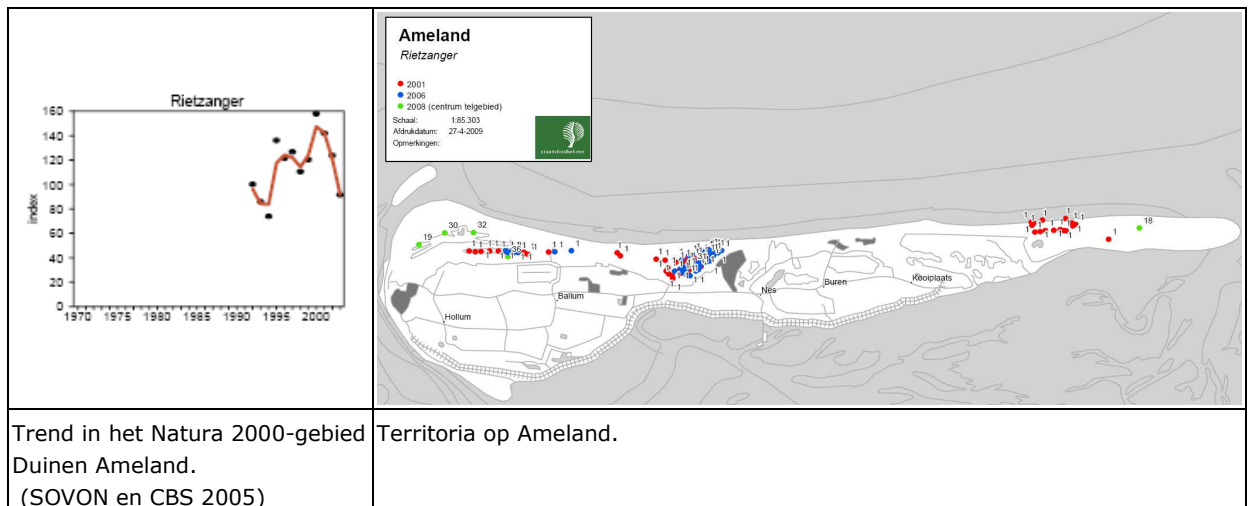 Rietzanger
160
140
120
100
80
60
40
20
0
index
1970 1975 1980 1985 1990 1995 2000
Ameland
Rietzanger
2001
2006
2008 (centrum telgebied)
Schaal: 1:85.303
Afdrukdatum: 27-4-2009
Opmerkingen:
staatsbosbeheer
19
30
32
36
18
Ballum
Hollum
Nes
Buren
Kooiplaats
Trend in het Natura 2000-gebied
Duinen Ameland.
(SOVON en CBS 2005)
Territoria op Ameland.